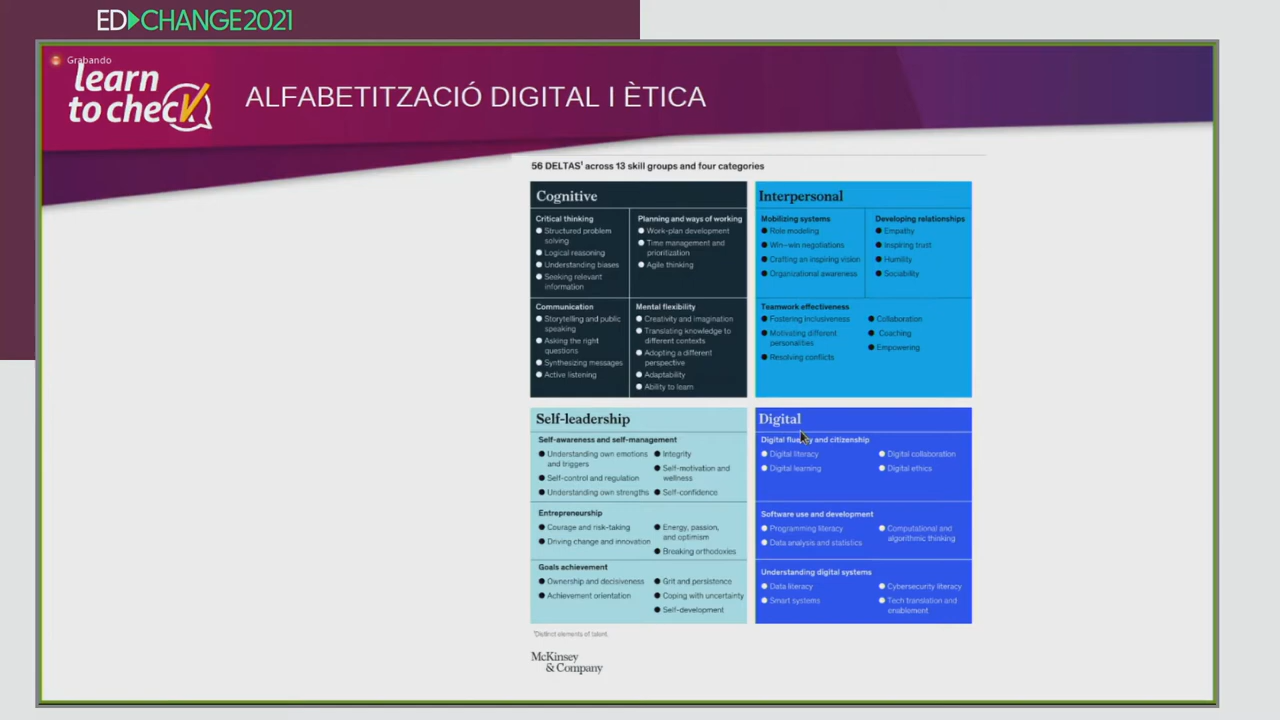 ED▶CHANGE2021
Grabando
learn
to check
ALFABETITZACIÓ DIGITAL I ÈTICA
56 DELTAS¹ across 13 skill groups and four categories
Cognitive
Critical thinking
Structured problem
solving
Logical reasoning
Understanding biases
Seeking relevant
information
Planning and ways of working
Work-plan development
Time management and
prioritization
Agile thinking
Communication
Storytelling and public
speaking
Asking the right
questions
Synthesizing messages
Active listening
Mental flexibility
Creativity and imagination
Translating knowledge to
different contexts
Adopting a different
perspective
Adaptability
Ability to learn
Interpersonal
Mobilizing systems
Role modeling
Win–win negotiations
Crafting an inspiring vision
Organizational awareness
Developing relationships
Empathy
Inspiring trust
Humility
Sociability
Teamwork effectiveness
Fostering inclusiveness
Motivating different
personalities
Resolving conflicts
Collaboration
Coaching
Empowering
Self-leadership
Self-awareness and self-management
Understanding own emotions
and triggers
Self-control and regulation
Understanding own strengths
Integrity
Self-motivation and
wellness
Self-confidence
Entrepreneurship
Courage and risk-taking
Driving change and innovation
Energy, passion,
and optimism
Breaking orthodoxies
Goals achievement
Ownership and decisiveness
Achievement orientation
Grit and persistence
Coping with uncertainty
Self-development
Digital
Digital fluency and citizenship
Digital literacy
Digital learning
Digital collaboration
Digital ethics
Software use and development
Programming literacy
Data analysis and statistics
Computational and
algorithmic thinking
Understanding digital systems
Data literacy
Smart systems
Cybersecurity literacy
Tech translation and
enablement
¹Distinct elements of talent.
McKinsey
& Company